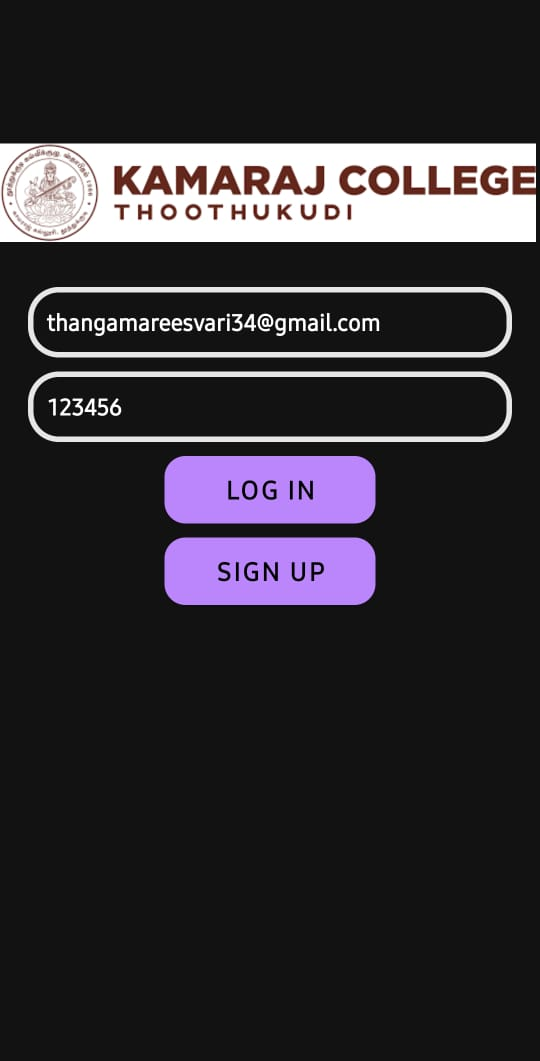 KAMARAJ COLLEGE
THOOTHUKUDI
thangamareesvari34@gmail.com
123456
LOG IN
SIGN UP